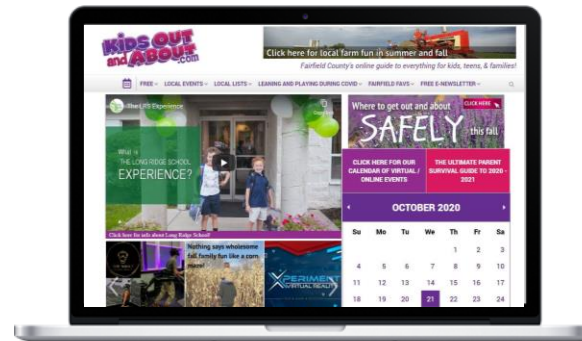 KIDS OUT
and ABOUT
.com
Click here for local farm fun in summer and fall
Fairfield County's online guide to everything for kids, teens, & families!
FREE LOCAL EVENTS LOCAL LISTS LEANING AND PLAYING DURING COVID FAIRFIELD FAVS FREE E-NEWSLETTER
The LRS Experience
What is
THE LONG RIDGE SCHOOL
EXPERIENCE?
Click here for info about Long Ridge School!
Where to get out and about
CLICK HERE
SAFELY this fall
CLICK HERE FOR OUR
CALENDAR OF VIRTUAL /
ONLINE EVENTS
THE ULTIMATE PARENT
SURVIVAL GUIDE TO 2020 -
2021
OCTOBER 2020
Su Mo Tu We Th Fr Sa
1 2 3
4 5 6 7 8 9 10
11 12 13 14 15 16 17
18 19 20 21 22 23 24
Nothing says wholesome
fall family fun like a corn
maze!
XPERIMENT
VIRTUAL REALITY